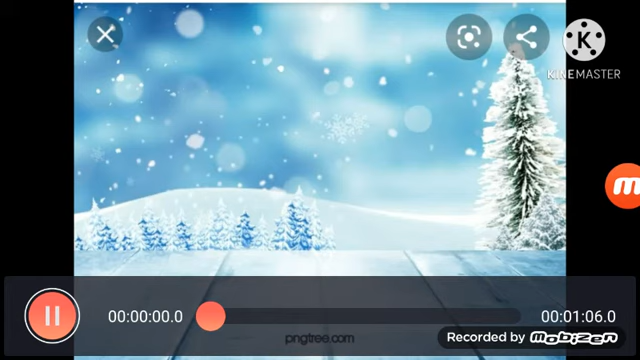 K
KINEMASTER
m
00:00:00.0
00:01:06.0
pngtree.com
Recorded by mobizen